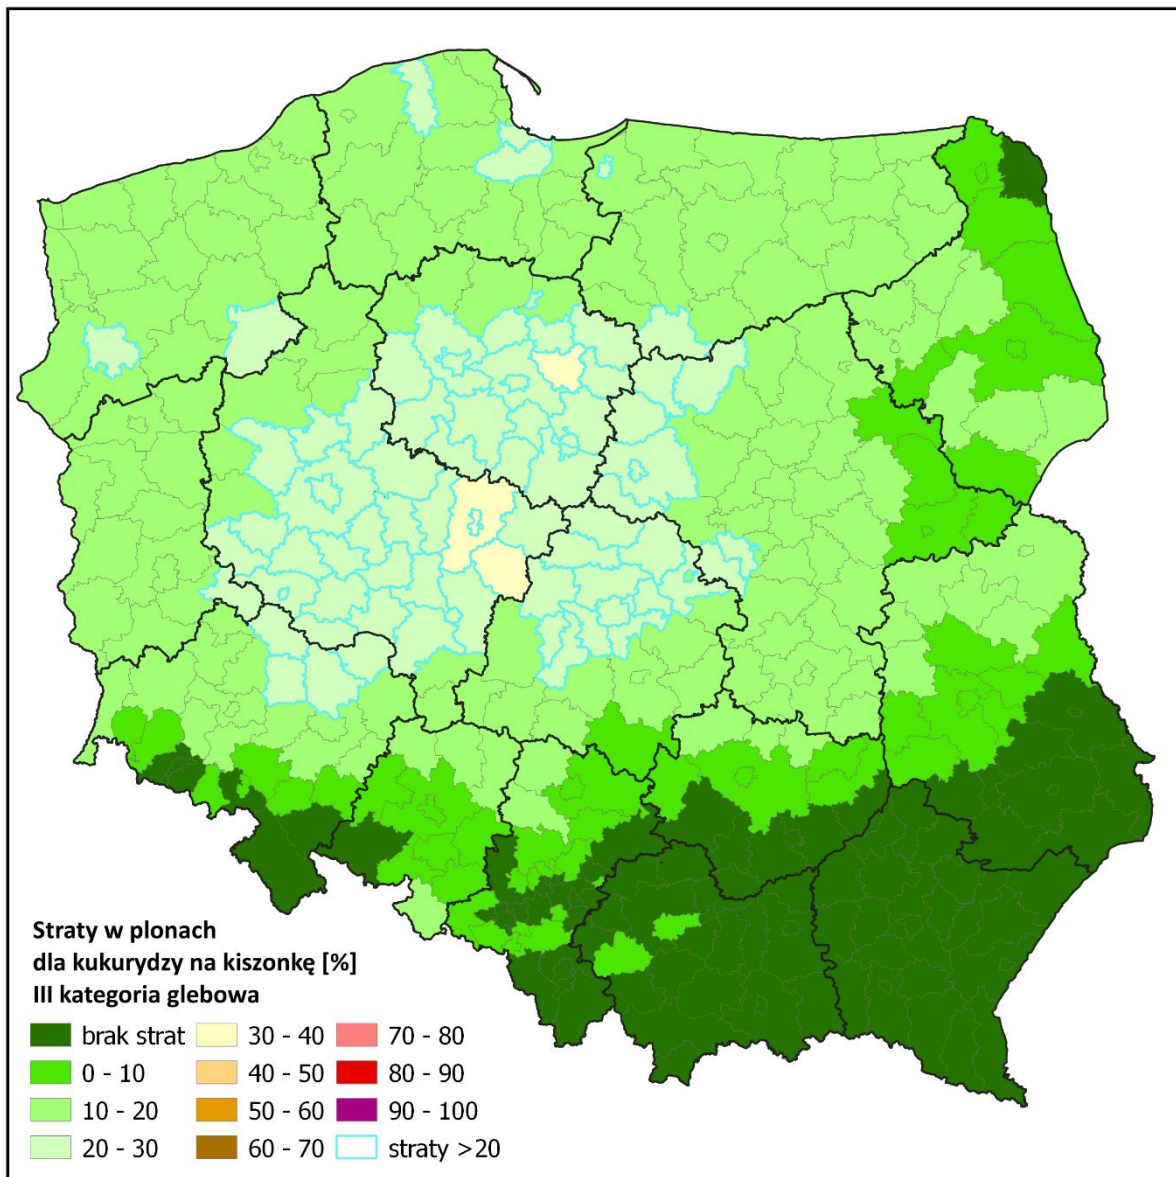 Straty w plonach
dla kukurydzy na kiszonkę [%]
III kategoria glebowa
brak strat
0 - 10
10 - 20
20 - 30
30 - 40
40 - 50
50 - 60
60 - 70
70 - 80
80 - 90
90 - 100
straty >20